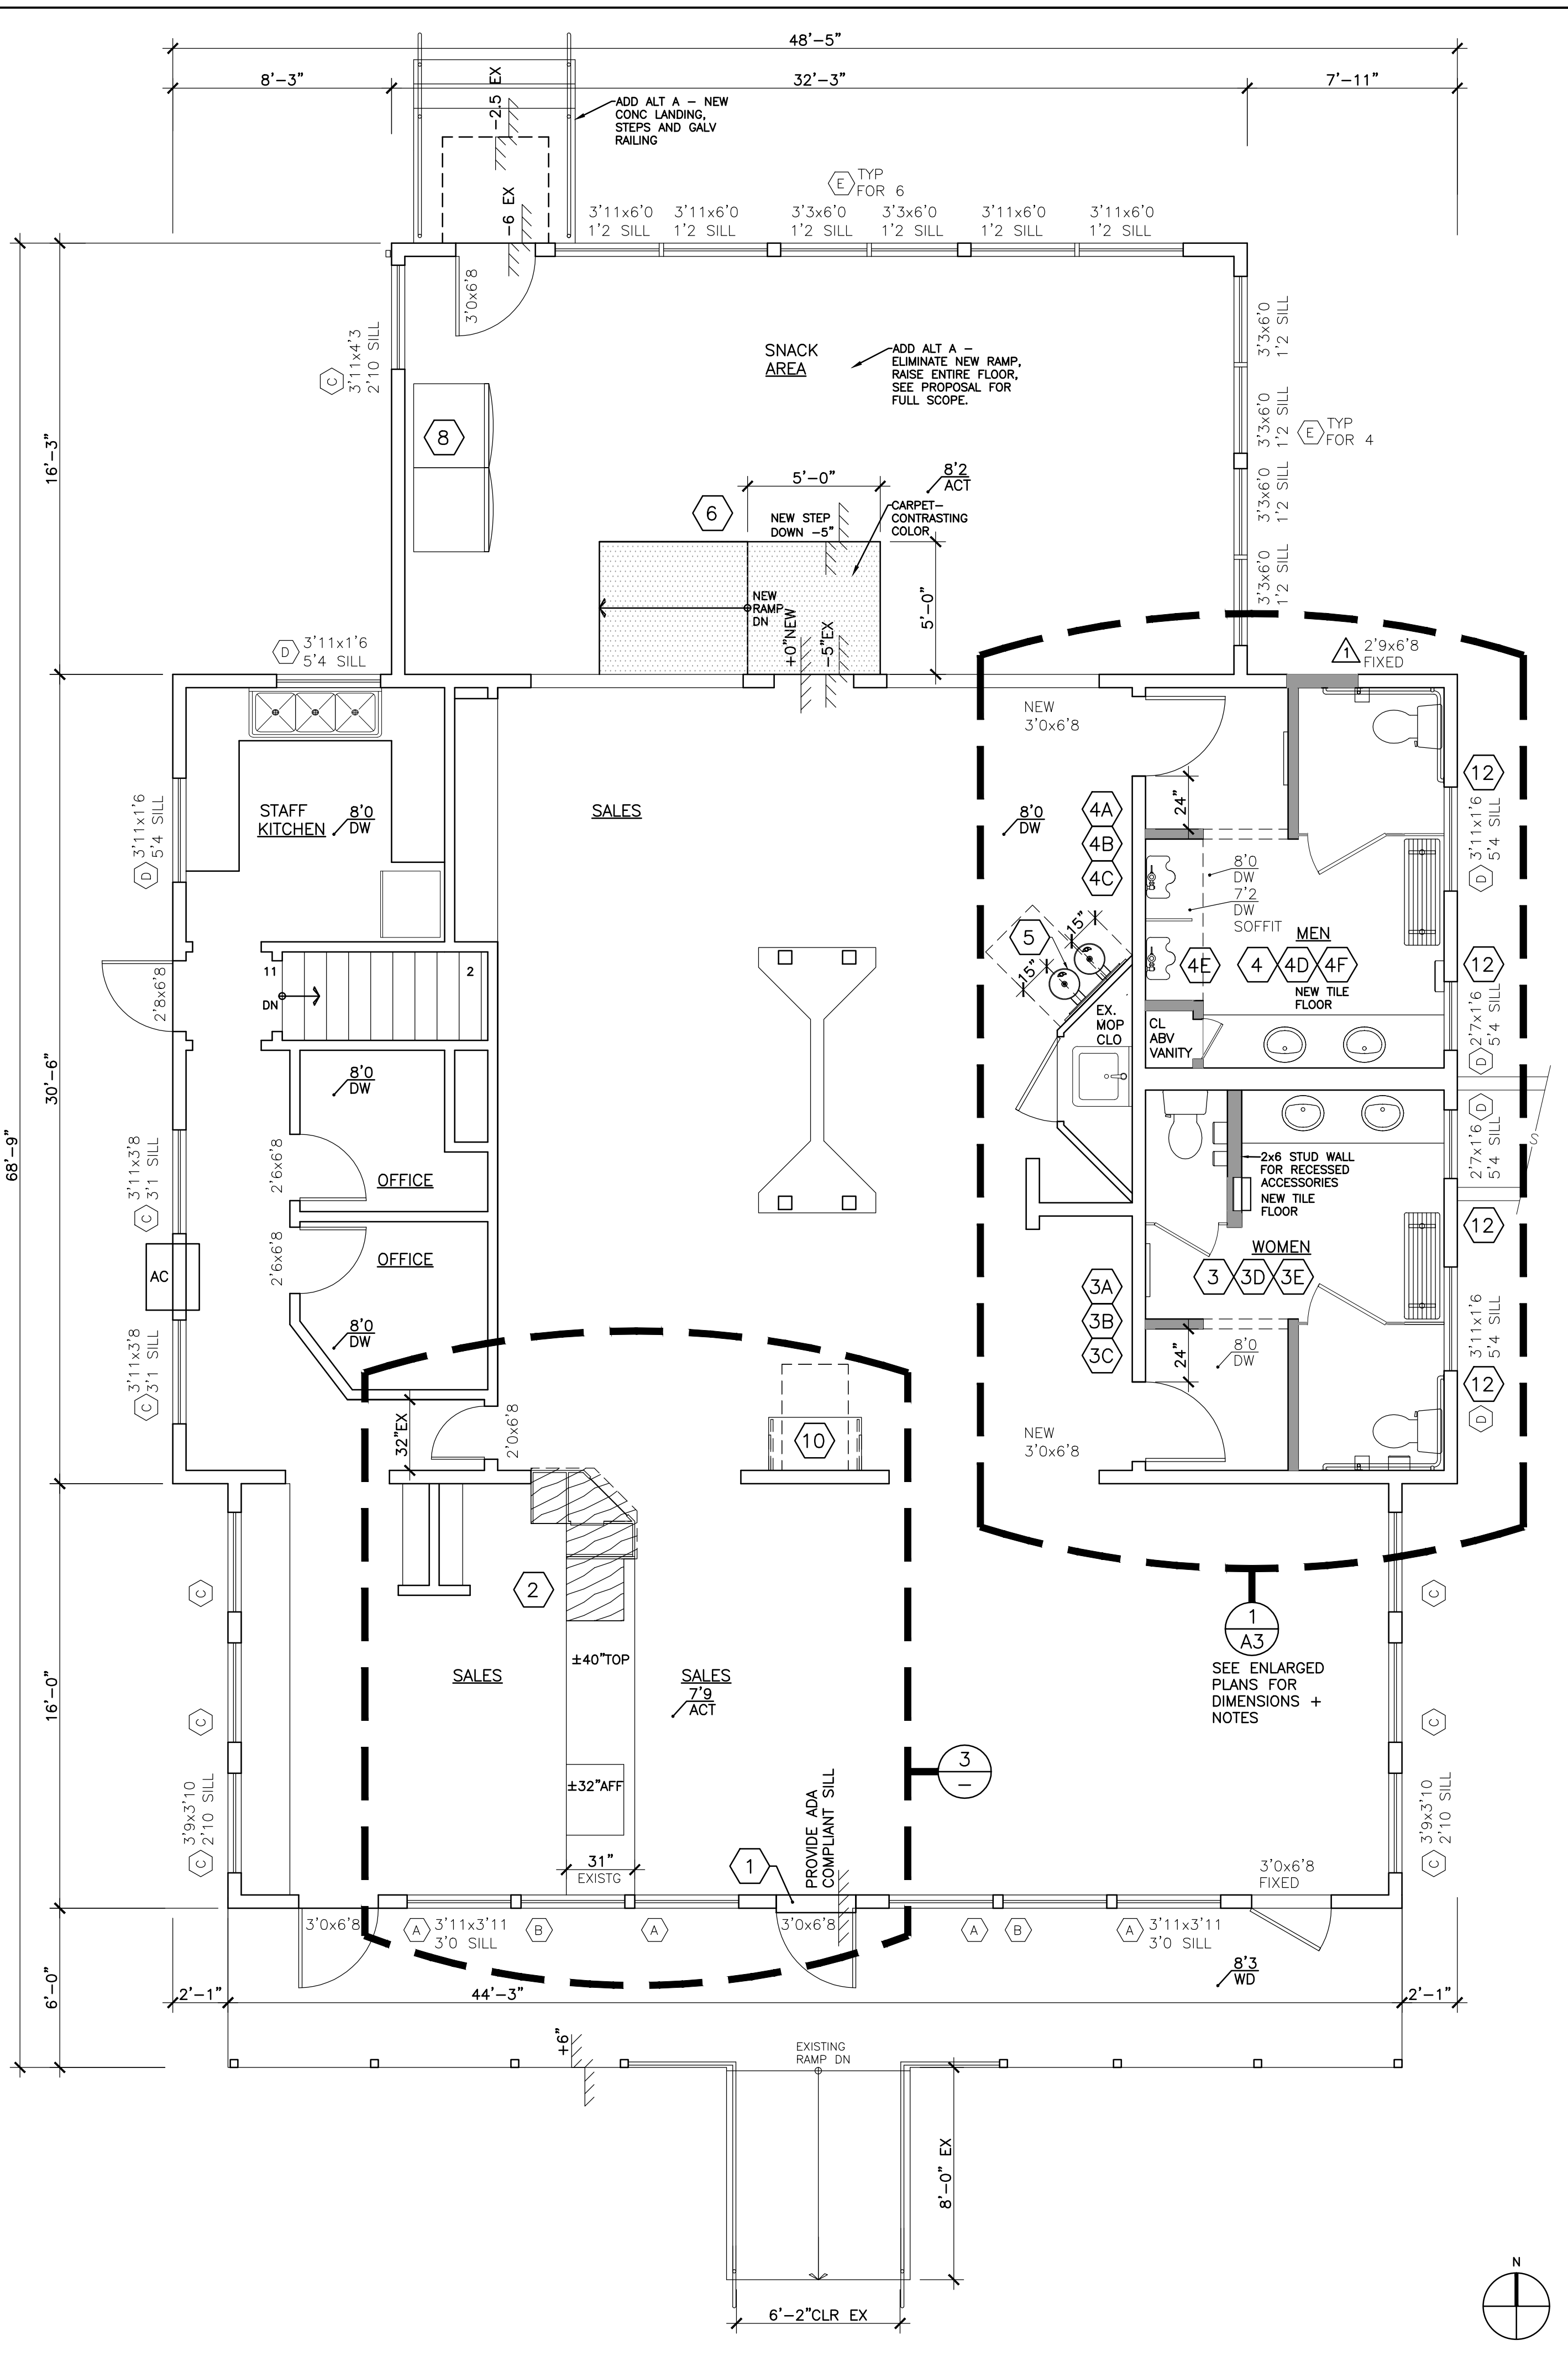 48'-5"
8'-3"
32'-3"
7'-11"
-2.5 EX
-6 EX
ADD ALT A - NEW
CONC LANDING,
STEPS AND GALV
RAILING
E
TYP
FOR 6
3'11x6'0
1'2 SILL
3'11x6'0
1'2 SILL
3'3x6'0
1'2 SILL
3'3x6'0
1'2 SILL
3'11x6'0
1'2 SILL
3'11x6'0
1'2 SILL
3'0x6'8
C
3'11x4'3
2'10 SILL
SNACK
AREA
ADD ALT A -
ELIMINATE NEW RAMP,
RAISE ENTIRE FLOOR,
SEE PROPOSAL FOR
FULL SCOPE.
3'3x6'0
1'2 SILL
3'3x6'0
1'2 SILL
E
TYP
FOR 4
3'3x6'0
1'2 SILL
3'3x6'0
1'2 SILL
8
16'-3"
5'-0"
8'2
ACT
6
NEW STEP
DOWN -5"
CARPET-
CONTRASTING
COLOR
NEW
RAMP
DN
+0"NEW
-5"EX
5'-0"
D
3'11x1'6
5'4 SILL
1
2'9x6'8
FIXED
NEW
3'0x6'8
12
STAFF
KITCHEN
8'0
DW
SALES
8'0
DW
4A
4B
4C
24"
D
3'11x1'6
5'4 SILL
D
3'11x1'6
5'4 SILL
8'0
DW
7'2
DW
SOFFIT
MEN
4E
4
4D
4F
12
NEW TILE
FLOOR
5
15"
15"
2'8x6'8
11
2
DN
EX.
MOP
CLO
CL
ABV
VANITY
D
2'7x1'6
5'4 SILL
8'0
DW
30'-6"
68'-9"
D
2'7x1'6
5'4 SILL
S
2x6 STUD WALL
FOR RECESSED
ACCESSORIES
NEW TILE
FLOOR
C
3'11x3'8
3'1 SILL
2'6x6'8
OFFICE
12
WOMEN
3
3D
3E
OFFICE
2'6x6'8
AC
3A
3B
3C
8'0
DW
24"
8'0
DW
3'11x1'6
5'4 SILL
12
D
C
3'11x3'8
3'1 SILL
32"EX
2'0x6'8
10
NEW
3'0x6'8
C
2
C
1
A3
SEE ENLARGED
PLANS FOR
DIMENSIONS +
NOTES
±40"TOP
SALES
SALES
7'9
ACT
16'-0"
C
C
3
-
±32"AFF
PROVIDE ADA
COMPLIANT SILL
3'9x3'10
2'10 SILL
C
3'9x3'10
2'10 SILL
C
31"
EXISTG
1
3'0x6'8
FIXED
3'0x6'8
A
3'11x3'11
3'0 SILL
B
A
3'0x6'8
A
B
A
3'11x3'11
3'0 SILL
8'3
WD
6'-0"
2'-1"
44'-3"
2'-1"
+6"
EXISTING
RAMP DN
8'-0" EX
6'-2"CLR EX
N